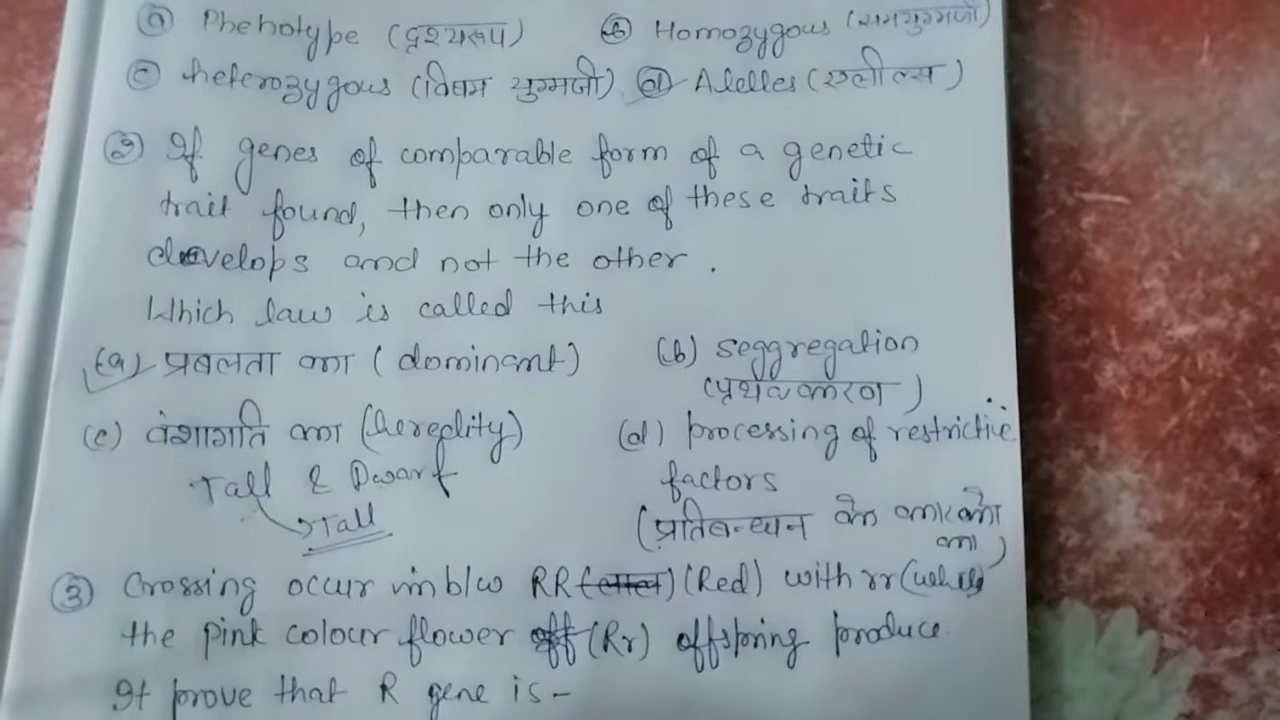 (a) Phenotype (दृश्यरूप) (b) Homozygous (समयुग्मजी)
(c) heterozygous (विषम युग्मजी) (d) Alelles (एलील्स)
(2) If genes of comparable form of a genetic
trait found, then only one of these traits
develops and not the other.
Which law is called this
(a) प्रबलता का (dominant) (b) seggregation
(पृथक्करण)
(c) वंशागति का (heredity) (d) processing of restrictive
factors
Tall & Dwarf
→ Tall
(प्रतिबन्धन के कारकों
का)
(3) Crossing occur in b/w RR (लाल) (Red) with rr (white)
the pink colour flower off (Rr) offspring produce
It prove that R gene is -